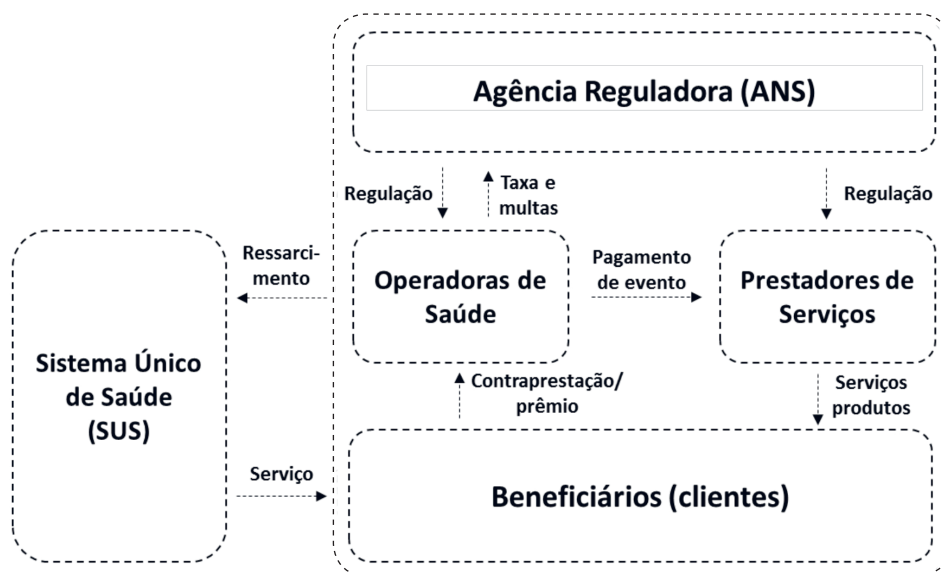 Agência Reguladora (ANS)
Regulação
Taxa e
multas
Regulação
Ressarci-
mento
Operadoras de
Saúde
Pagamento
de evento
Prestadores de
Serviços
Sistema Único
de Saúde
(SUS)
Contraprestação/
prêmio
Serviços
produtos
Serviço
Beneficiários (clientes)